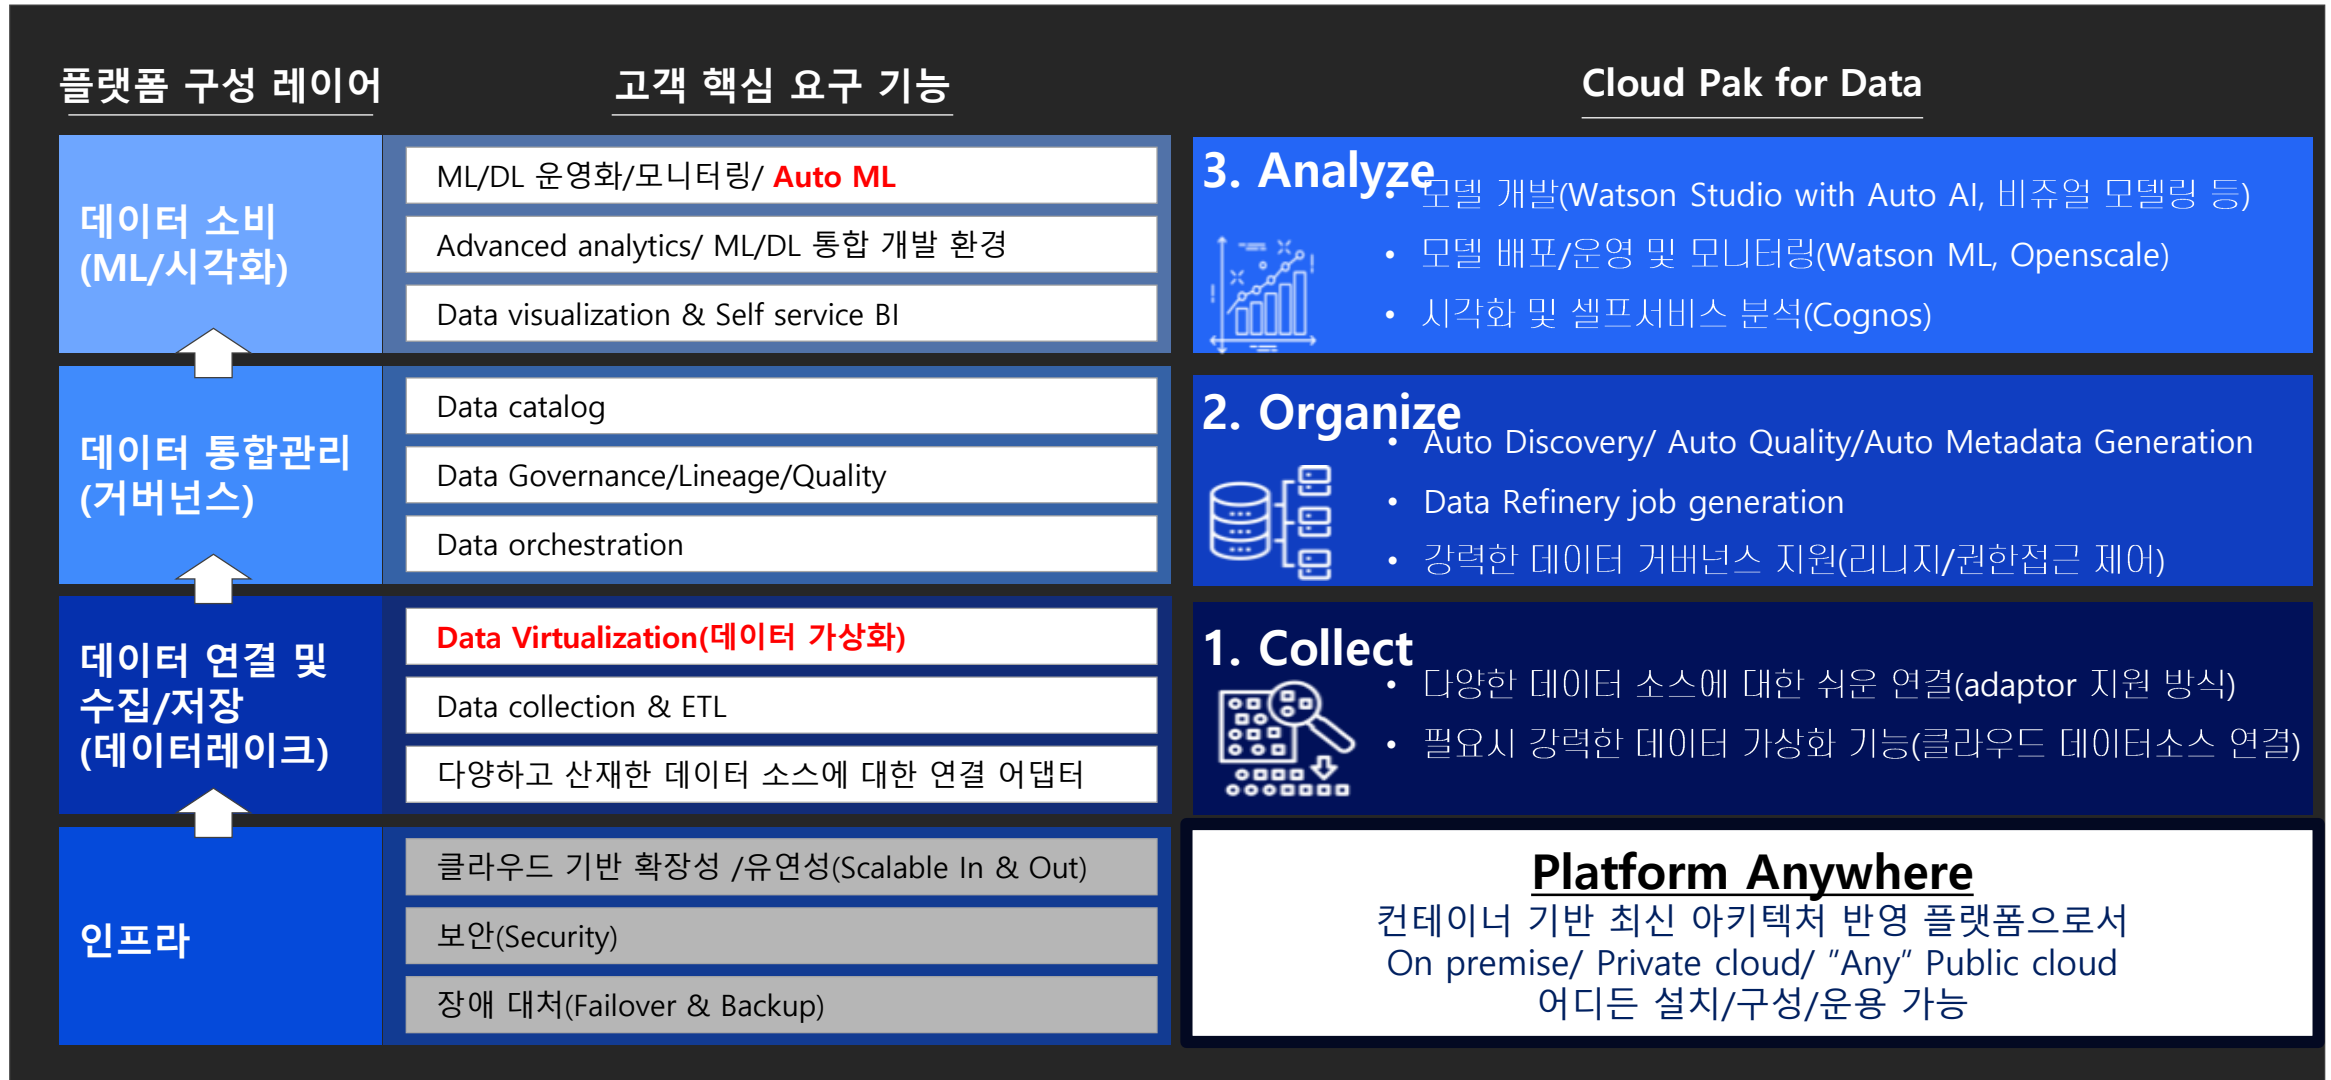 플랫폼 구성 레이어
고객 핵심 요구 기능
Cloud Pak for Data
데이터 소비
(ML/시각화)
ML/DL 운영화/모니터링/ Auto ML
Advanced analytics/ ML/DL 통합 개발 환경
Data visualization & Self service BI
3. Analyze
• 모델 개발(Watson Studio with Auto AI, 비쥬얼 모델링 등)
• 모델 배포/운영 및 모니터링(Watson ML, Openscale)
• 시각화 및 셀프서비스 분석(Cognos)
데이터 통합관리
(거버넌스)
Data catalog
Data Governance/Lineage/Quality
Data orchestration
2. Organize
• Auto Discovery/ Auto Quality/Auto Metadata Generation
• Data Refinery job generation
• 강력한 데이터 거버넌스 지원(리니지/권한접근 제어)
데이터 연결 및
수집/저장
(데이터레이크)
Data Virtualization(데이터 가상화)
Data collection & ETL
다양하고 산재한 데이터 소스에 대한 연결 어댑터
1. Collect
• 다양한 데이터 소스에 대한 쉬운 연결(adaptor 지원 방식)
• 필요시 강력한 데이터 가상화 기능(클라우드 데이터소스 연결)
인프라
클라우드 기반 확장성 /유연성(Scalable In & Out)
보안(Security)
장애 대처(Failover & Backup)
Platform Anywhere
컨테이너 기반 최신 아키텍처 반영 플랫폼으로서
On premise/ Private cloud/ "Any" Public cloud
어디든 설치/구성/운용 가능